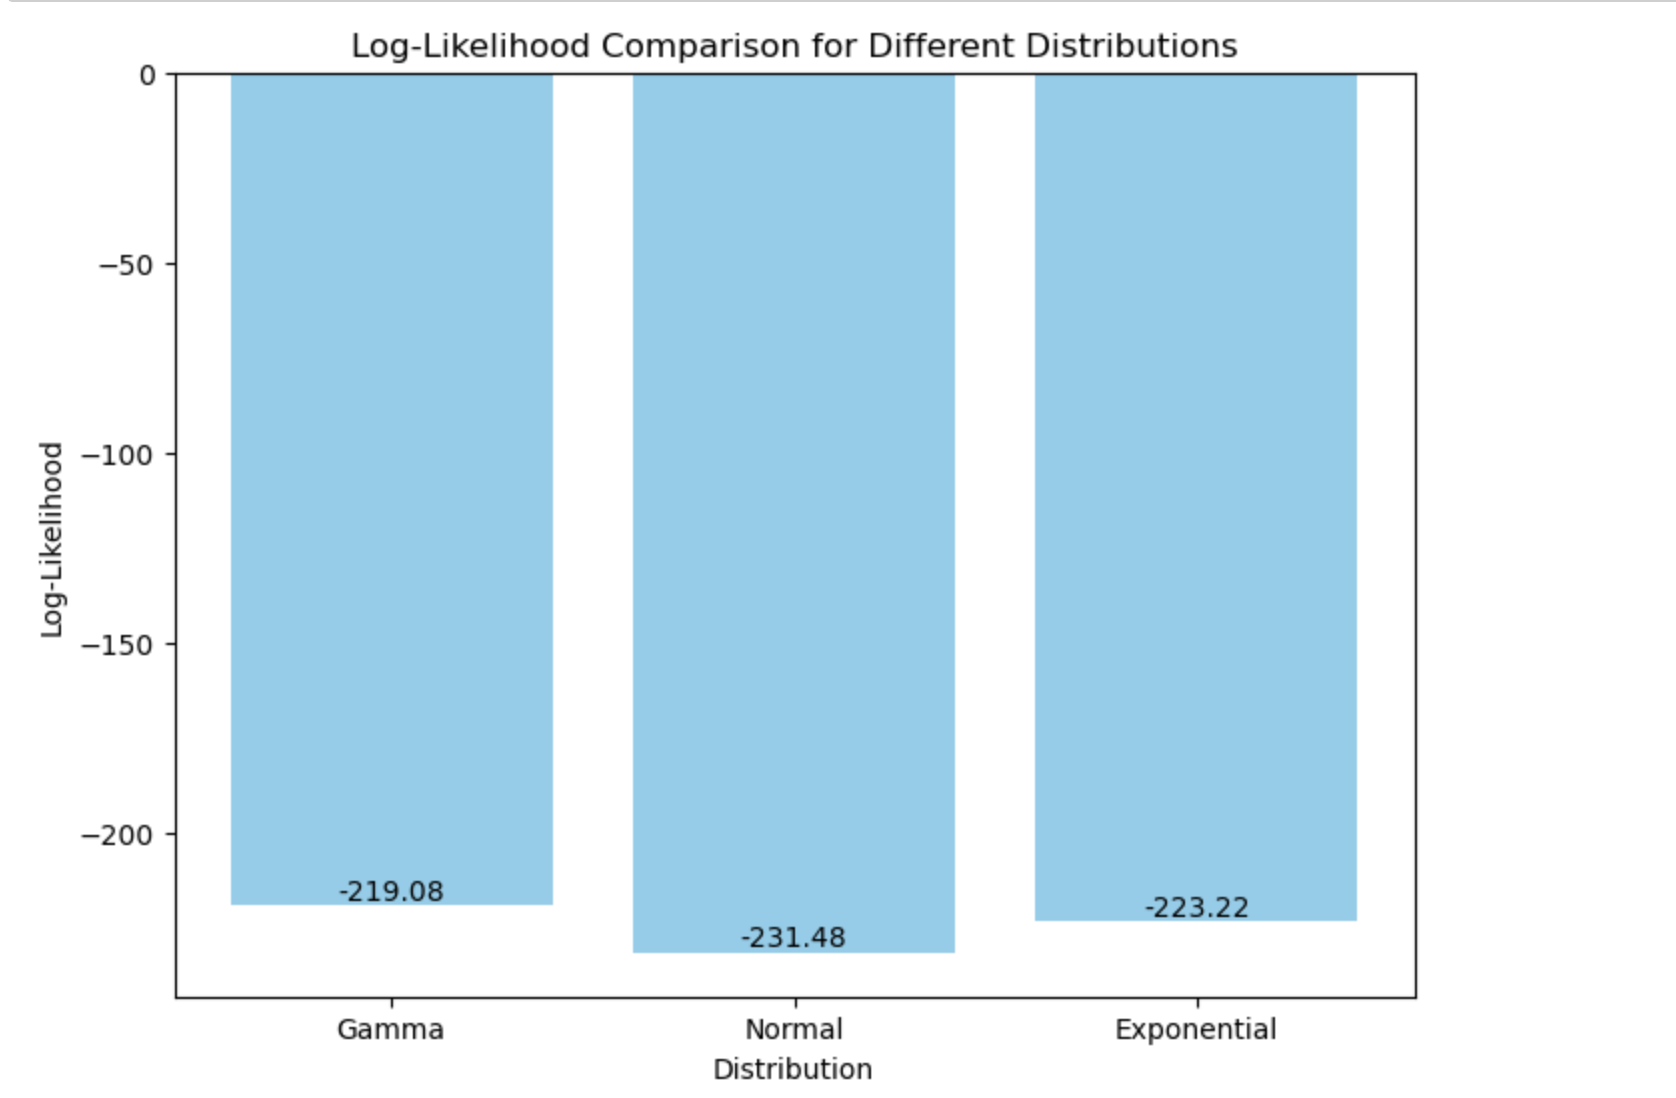 Log-Likelihood Comparison for Different Distributions
0
−50
−100
−150
−200
Log-Likelihood
-219.08
-231.48
-223.22
Gamma
Normal
Exponential
Distribution